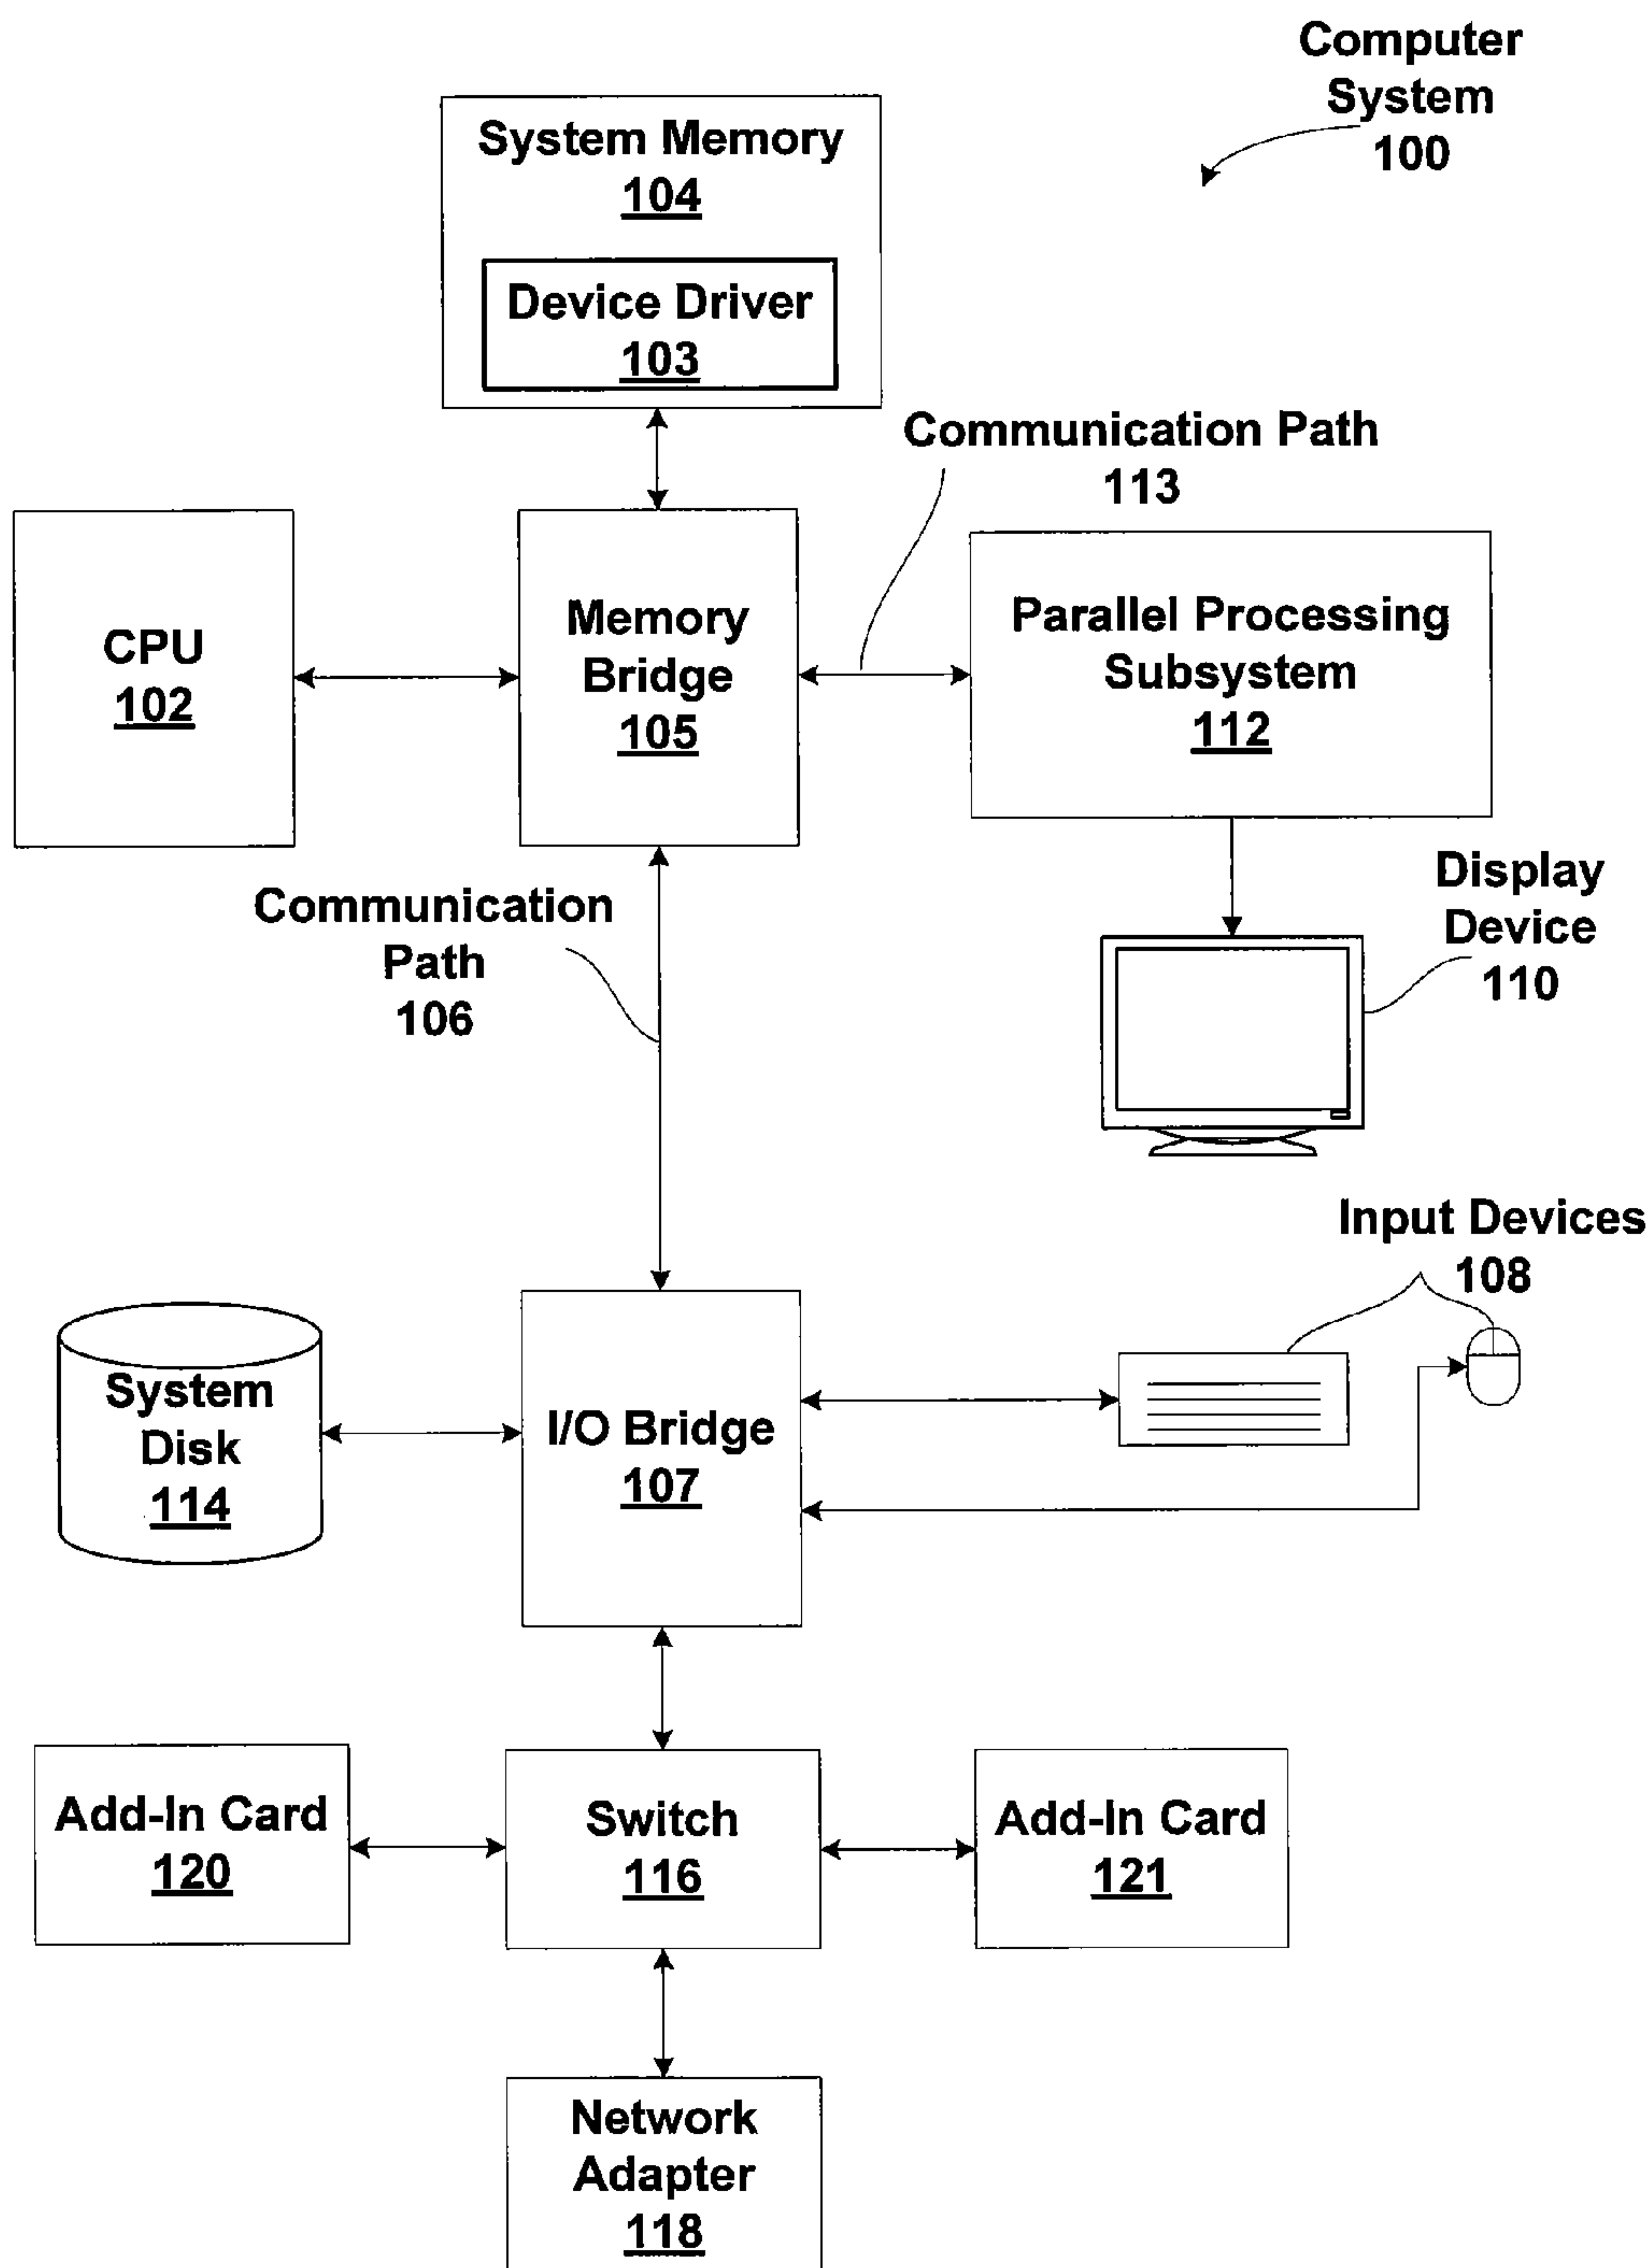 Computer
System
100
System Memory
104
Device Driver
103
Communication Path
113
CPU
102
Memory
Bridge
105
Parallel Processing
Subsystem
112
Communication
Path
106
Display
Device
110
Input Devices
108
System
Disk
114
I/O Bridge
107
Add-In Card
120
Switch
116
Add-In Card
121
Network
Adapter
118